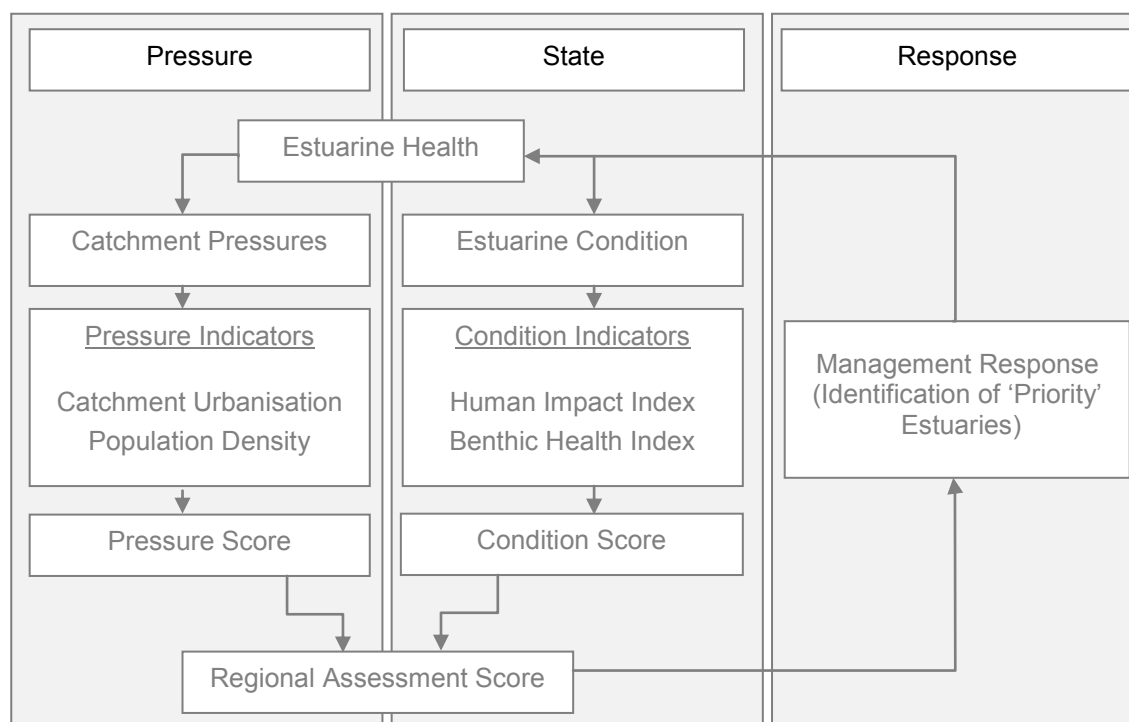 Pressure
State
Response
Estuarine Health
Catchment Pressures
Estuarine Condition
Pressure Indicators
Catchment Urbanisation
Population Density
Condition Indicators
Human Impact Index
Benthic Health Index
Management Response
(Identification of ‘Priority’
Estuaries)
Pressure Score
Condition Score
Regional Assessment Score